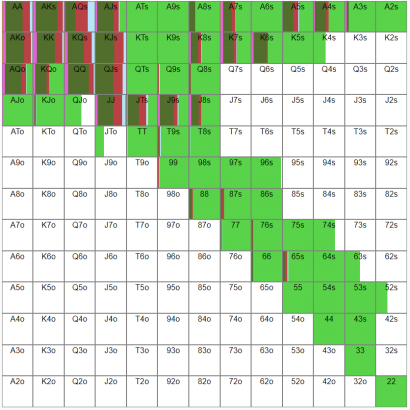 AA AKs AQs AJs ATs A9s A8s A7s A6s A5s A4s A3s A2s
AKo KK KQs KJs KTs K9s K8s K7s K6s K5s K4s K3s K2s
AQo KQo QQ QJs QTs Q9s Q8s Q7s Q6s Q5s Q4s Q3s Q2s
AJo KJo QJo JJ JTs J9s J8s J7s J6s J5s J4s J3s J2s
ATo KTo QTo JTo TT T9s T8s T7s T6s T5s T4s T3s T2s
A9o K9o Q9o J9o T9o 99 98s 97s 96s 95s 94s 93s 92s
A8o K8o Q8o J8o T8o 98o 88 87s 86s 85s 84s 83s 82s
A7o K7o Q7o J7o T7o 97o 87o 77 76s 75s 74s 73s 72s
A6o K6o Q6o J6o T6o 96o 86o 76o 66 65s 64s 63s 62s
A5o K5o Q5o J5o T5o 95o 85o 75o 65o 55 54s 53s 52s
A4o K4o Q4o J4o T4o 94o 84o 74o 64o 54o 44 43s 42s
A3o K3o Q3o J3o T3o 93o 83o 73o 63o 53o 43o 33 32s
A2o K2o Q2o J2o T2o 92o 82o 72o 62o 52o 42o 32o 22